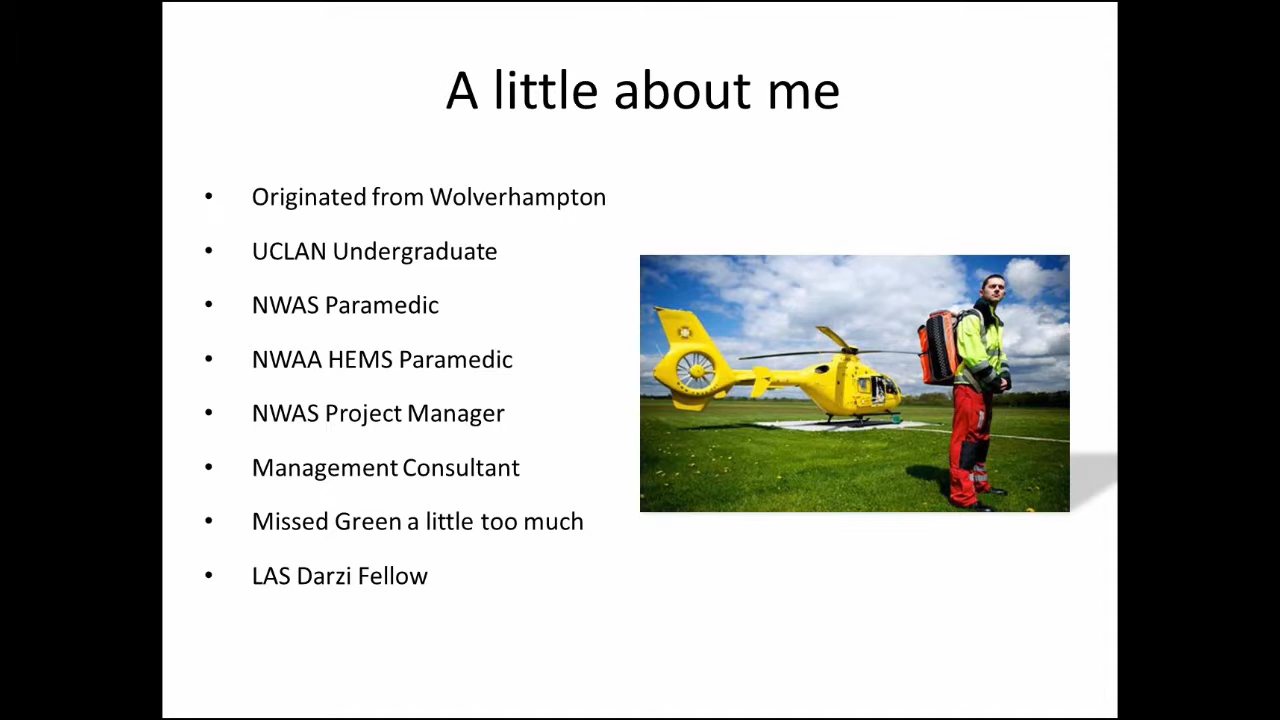 A little about me
• Originated from Wolverhampton
• UCLAN Undergraduate
• NWAS Paramedic
• NWAA HEMS Paramedic
• NWAS Project Manager
• Management Consultant
• Missed Green a little too much
• LAS Darzi Fellow